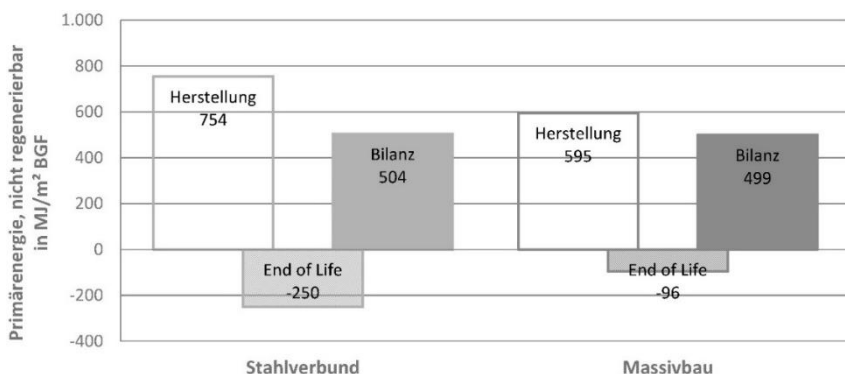 Primärenergie, nicht regenerierbar
in MJ/m² BGF
1.000
800
600
400
200
0
-200
-400
Herstellung
754
End of Life
-250
Bilanz
504
Herstellung
595
End of Life
-96
Bilanz
499
Stahlverbund
Massivbau